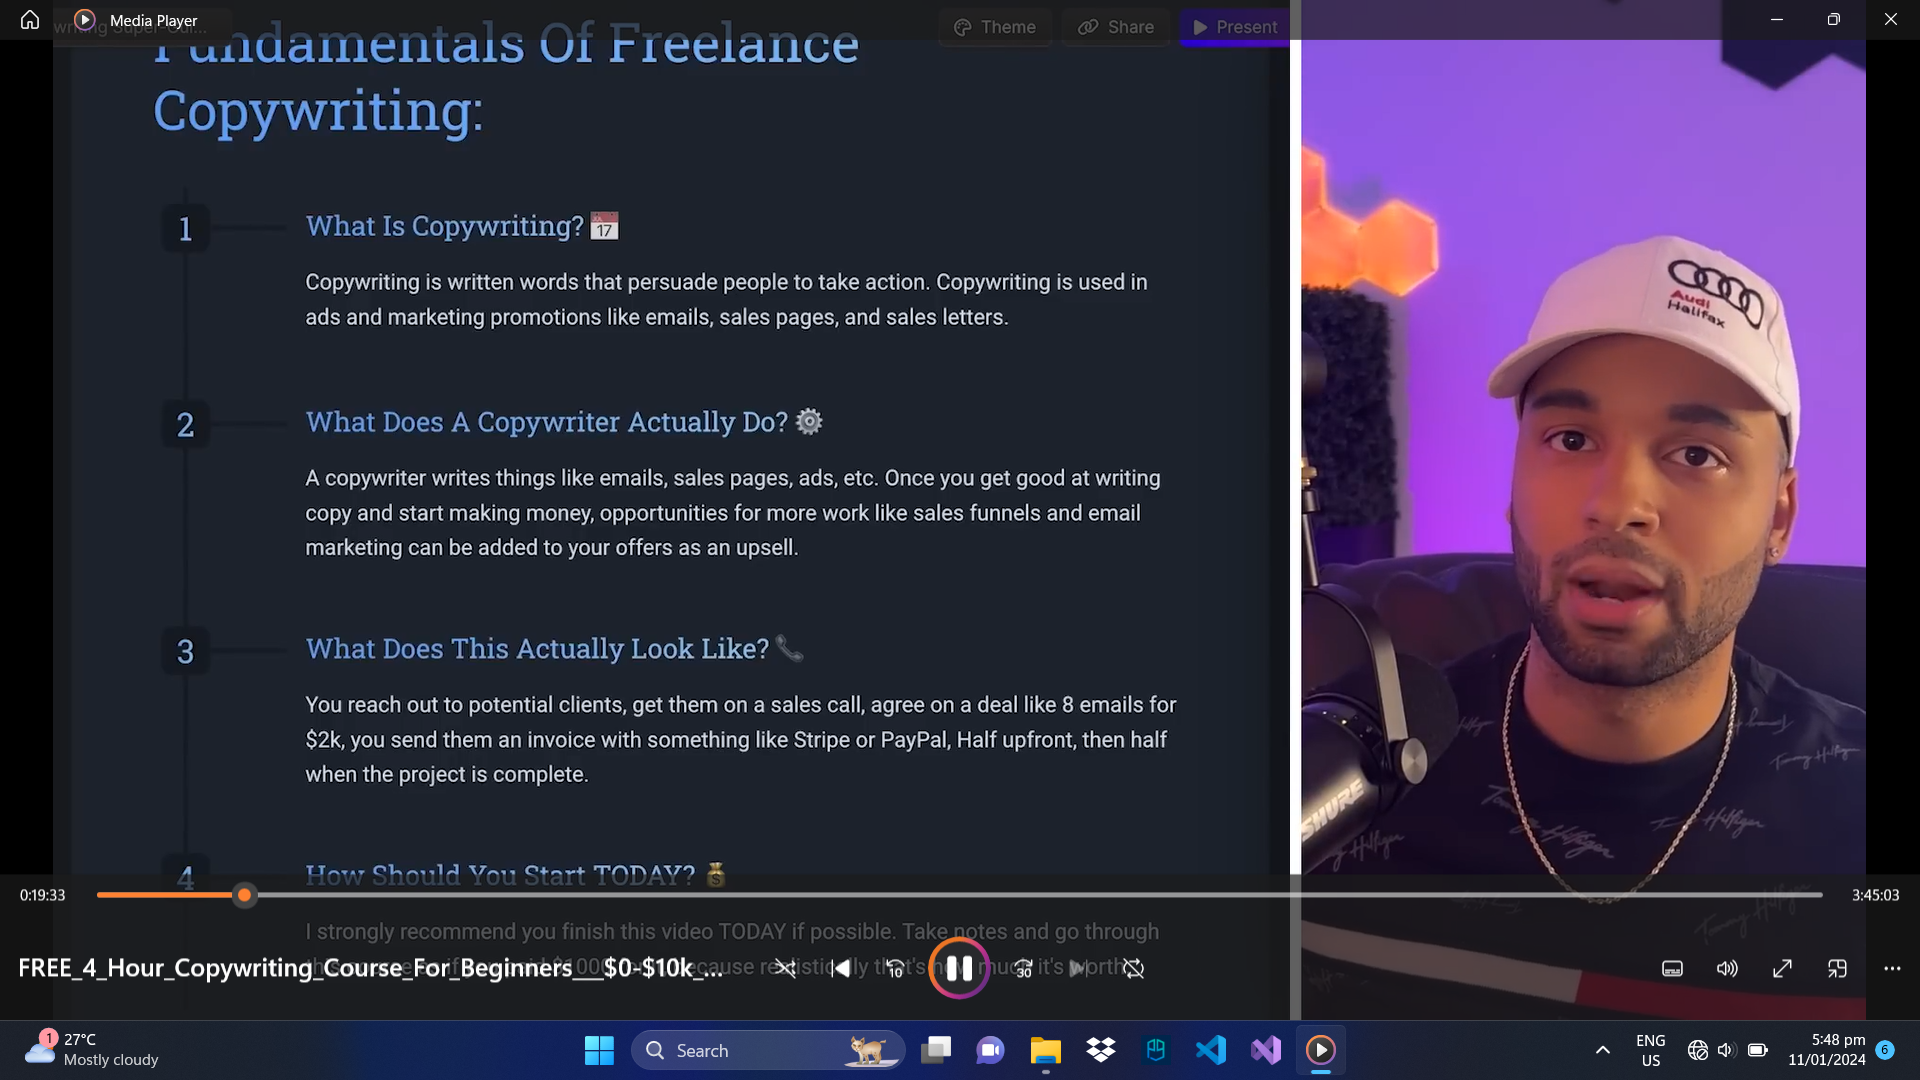 Media Player
Theme
Share
Present
Fundamentals Of Freelance
Copywriting:
1
What Is Copywriting?
17
Copywriting is written words that persuade people to take action. Copywriting is used in
ads and marketing promotions like emails, sales pages, and sales letters.
2
What Does A Copywriter Actually Do?
A copywriter writes things like emails, sales pages, ads, etc. Once you get good at writing
copy and start making money, opportunities for more work like sales funnels and email
marketing can be added to your offers as an upsell.
3
What Does This Actually Look Like?
You reach out to potential clients, get them on a sales call, agree on a deal like 8 emails for
$2k, you send them an invoice with something like Stripe or PayPal, Half upfront, then half
when the project is complete.
4
How Should You Start TODAY?
I strongly recommend you finish this video TODAY if possible. Take notes and go through
Audi
Halifax
SHURE
Tommy Hilfiger
0:19:33
3:45:03
FREE_4_Hour_Copywriting_Course_For_Beginners___$0-$10k_...
10
30
1
27°C
Mostly cloudy
Search
ENG
US
5:48 pm
11/01/2024
6